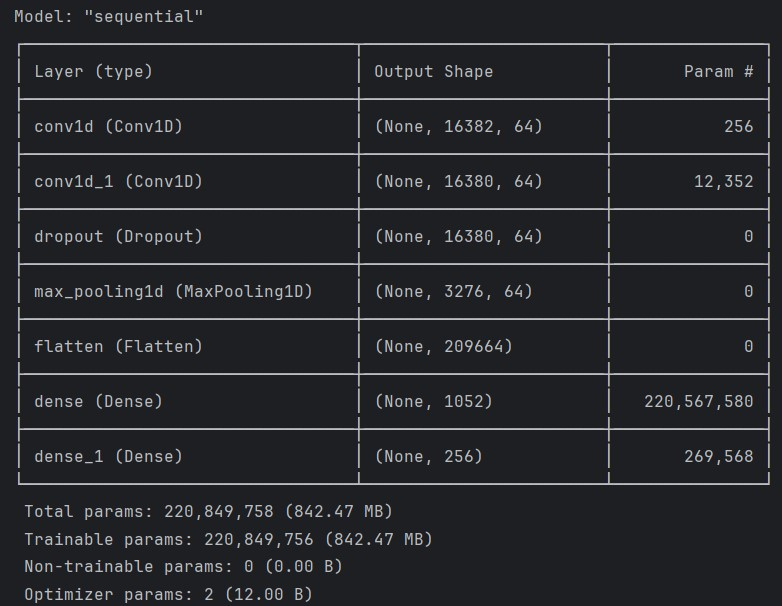 Model: "sequential"
Layer (type) Output Shape Param #
conv1d (Conv1D) (None, 16382, 64) 256
conv1d_1 (Conv1D) (None, 16380, 64) 12,352
dropout (Dropout) (None, 16380, 64) 0
max_pooling1d (MaxPooling1D) (None, 3276, 64) 0
flatten (Flatten) (None, 209664) 0
dense (Dense) (None, 1052) 220,567,580
dense_1 (Dense) (None, 256) 269,568
Total params: 220,849,758 (842.47 MB)
Trainable params: 220,849,756 (842.47 MB)
Non-trainable params: 0 (0.00 B)
Optimizer params: 2 (12.00 B)